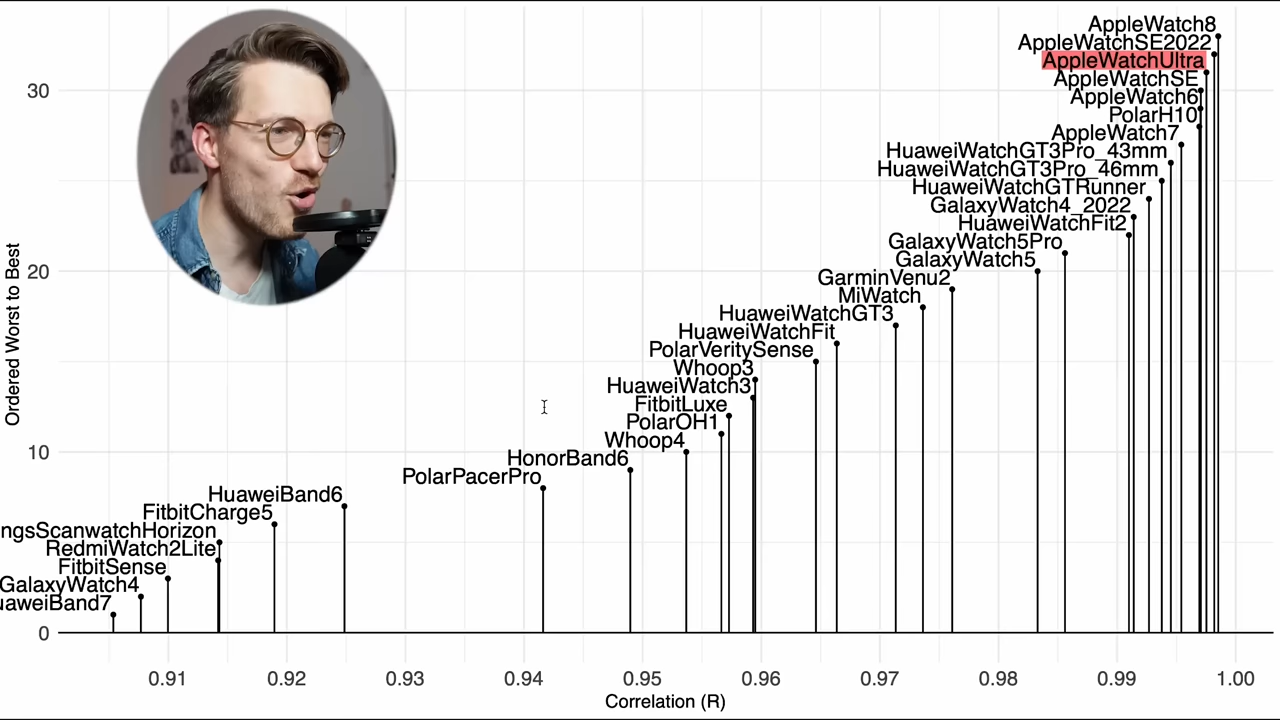 AppleWatch8
AppleWatchSE2022
AppleWatchUltra
AppleWatchSE
AppleWatch6
PolarH10
AppleWatch7
HuaweiWatchGT3Pro_43mm
HuaweiWatchGT3Pro_46mm
HuaweiWatchGTRunner
GalaxyWatch4_2022
HuaweiWatchFit2
GalaxyWatch5Pro
GalaxyWatch5
GarminVenu2
MiWatch
HuaweiWatchGT3
HuaweiWatchFit
PolarVeritySense
Whoop3
HuaweiWatch3
FitbitLuxe
PolarOH1
Whoop4
HonorBand6
PolarPacerPro
HuaweiBand6
FitbitCharge5
ngsScanwatchHorizon
RedmiWatch2Lite
FitbitSense
GalaxyWatch4
uaweiBand7
30
20
10
0
Ordered Worst to Best
0.91 0.92 0.93 0.94 0.95 0.96 0.97 0.98 0.99 1.00
Correlation (R)